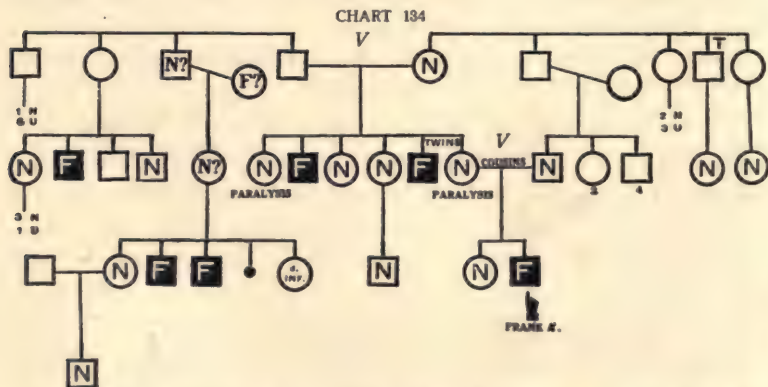 CHART 134
V
T
N?
F?
N
1 N
6 U
2 N
3 U
TWINS
V
COUSINS
N
F
N
N?
N
F
N
N
F
N
N
N
N
PARALYSIS
PARALYSIS
3
4
3 N
1
N
F
F
d.
INF.
N
N
F
FRANK
N